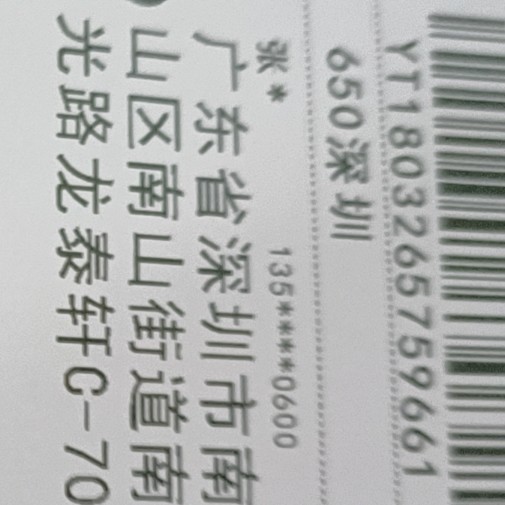 YT1803265759661
650深圳
张* 135****0600
广东省深圳市南
山区南山街道南
光路龙泰轩C-70